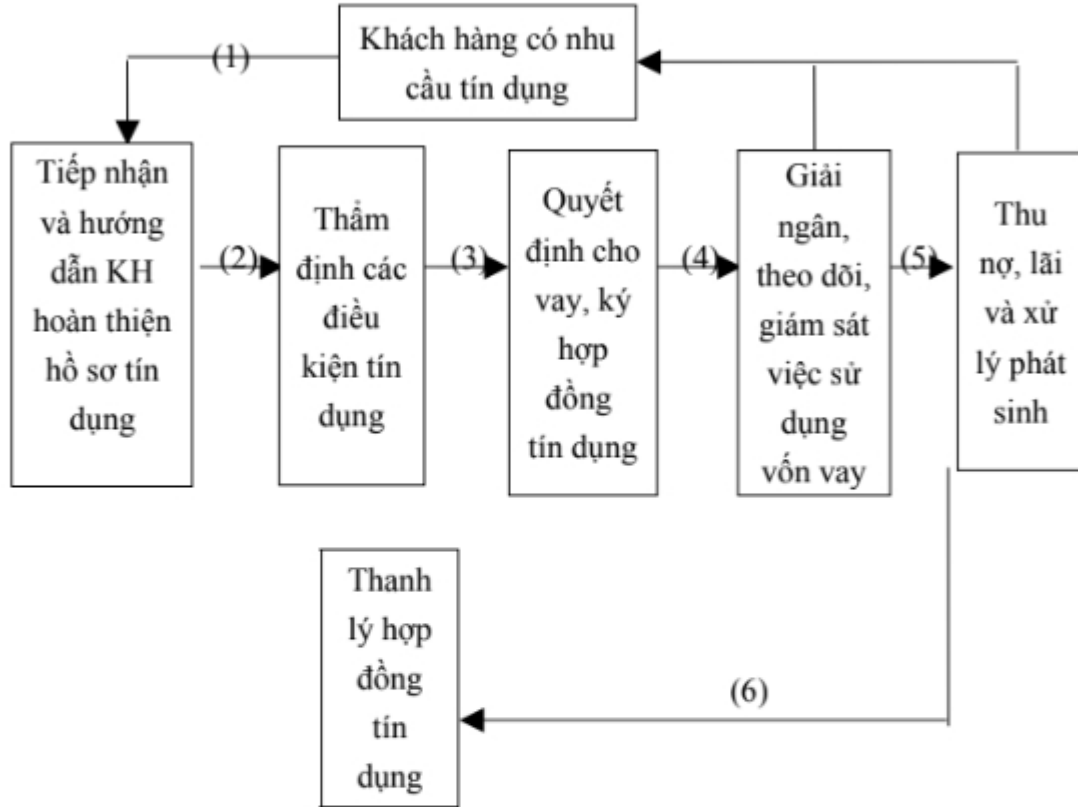 Khách hàng có nhu
cầu tín dụng
(1)
Tiếp nhận
và hướng
dẫn KH
hoàn thiện
hồ sơ tín
dụng
(2)
Thẩm
định các
điều
kiện tín
dụng
(3)
Quyết
định cho
vay, ký
hợp
đồng
tín dụng
(4)
Giải
ngân,
theo dõi,
giám sát
việc sử
dụng
vốn vay
(5)
Thu
nợ, lãi
và xử
lý phát
sinh
(6)
Thanh
lý hợp
đồng
tín
dụng